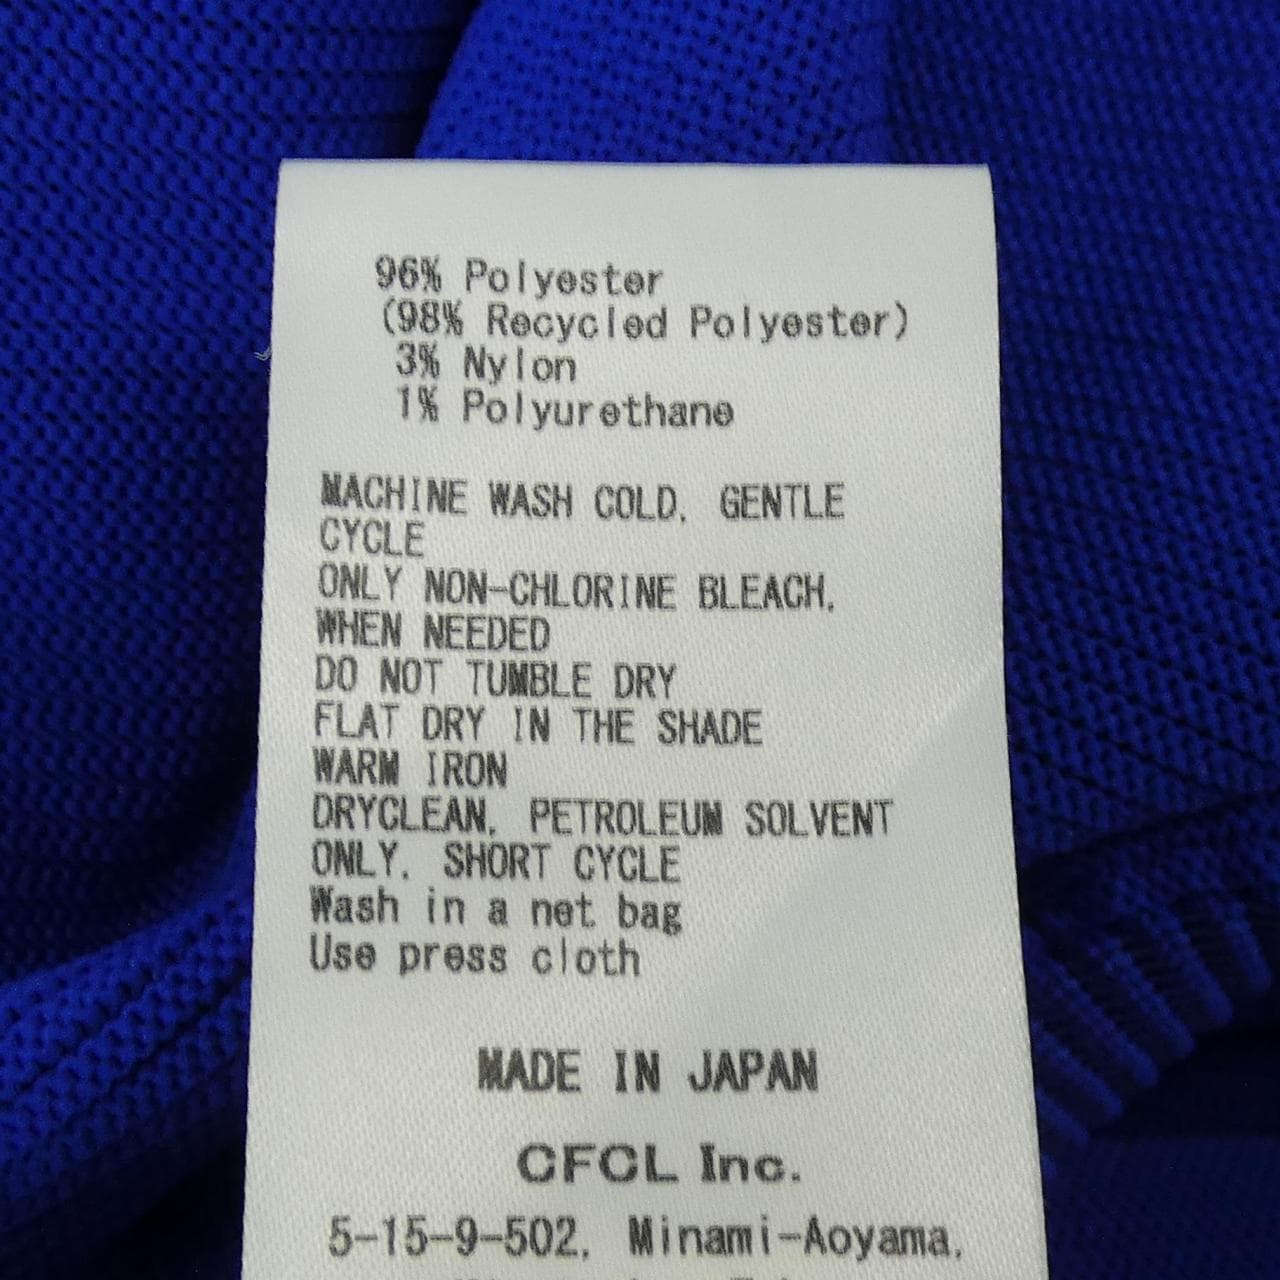 96% Polyester
(98% Recycled Polyester)
3% Nylon
1% Polyurethane
MACHINE WASH COLD. GENTLE
CYCLE
ONLY NON-CHLORINE BLEACH.
WHEN NEEDED
DO NOT TUMBLE DRY
FLAT DRY IN THE SHADE
WARM IRON
DRYCLEAN. PETROLEUM SOLVENT
ONLY. SHORT CYCLE
Wash in a net bag
Use press cloth
MADE IN JAPAN
CFCL Inc.
5-15-9-502, Minami-Aoyama,